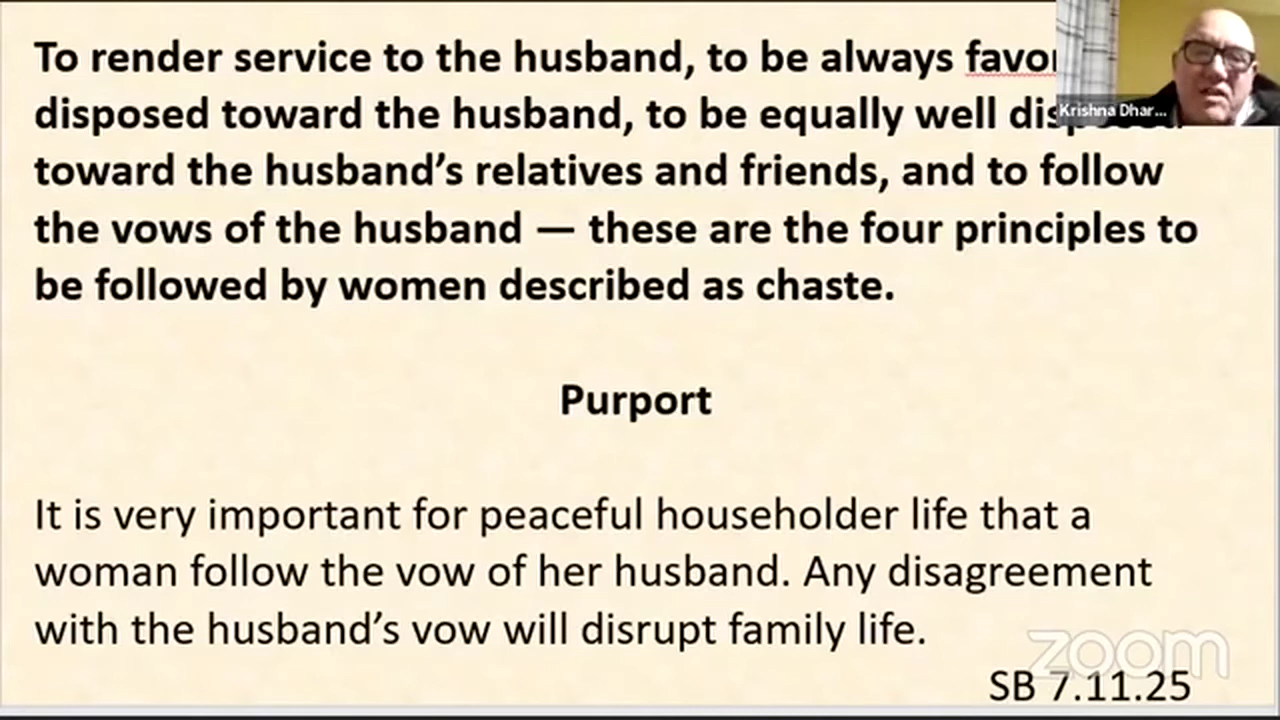 To render service to the husband, to be always
disposed toward the husband, to be equally well
toward the husband's relatives and friends, and to follow
the vows of the husband — these are the four principles to
be followed by women described as chaste.
Purport
It is very important for peaceful householder life that a
woman follow the vow of her husband. Any disagreement
with the husband's vow will disrupt family life.
SB 7.11.25
Krishna Dhar...
zoom